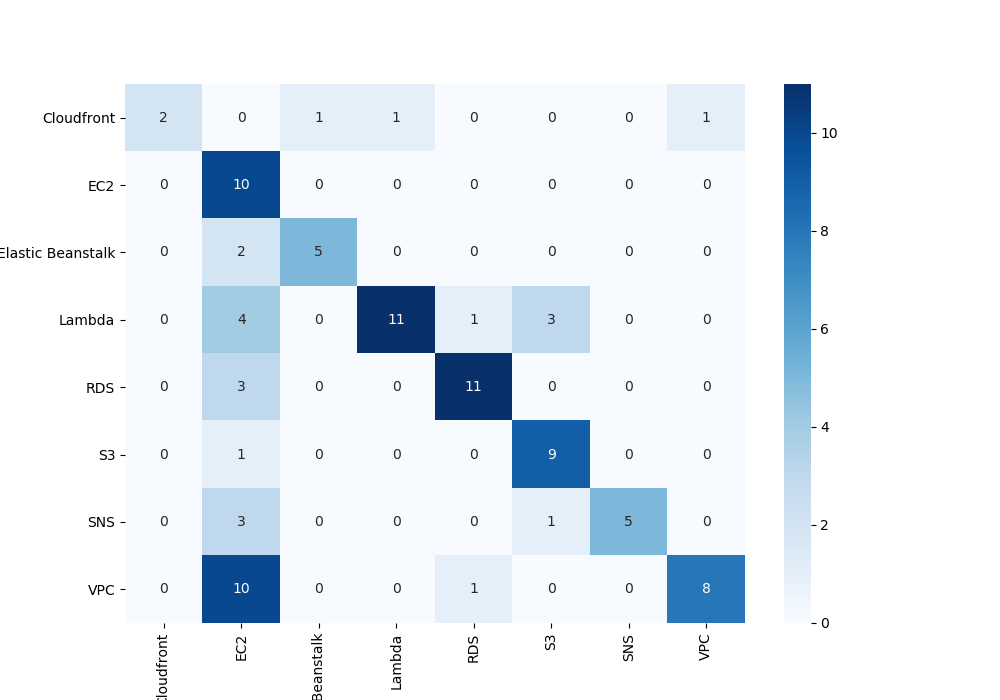 Cloudfront 2 0 1 1 0 0 0 1
EC2 0 10 0 0 0 0 0 0
Elastic Beanstalk 0 2 5 0 0 0 0 0
Lambda 0 4 0 11 1 3 0 0
RDS 0 3 0 0 11 0 0 0
S3 0 1 0 0 0 9 0 0
SNS 0 3 0 0 0 1 5 0
VPC 0 10 0 0 1 0 0 8
loudfront EC2 Beanstalk Lambda RDS S3 SNS VPC
10
8
6
4
2
0